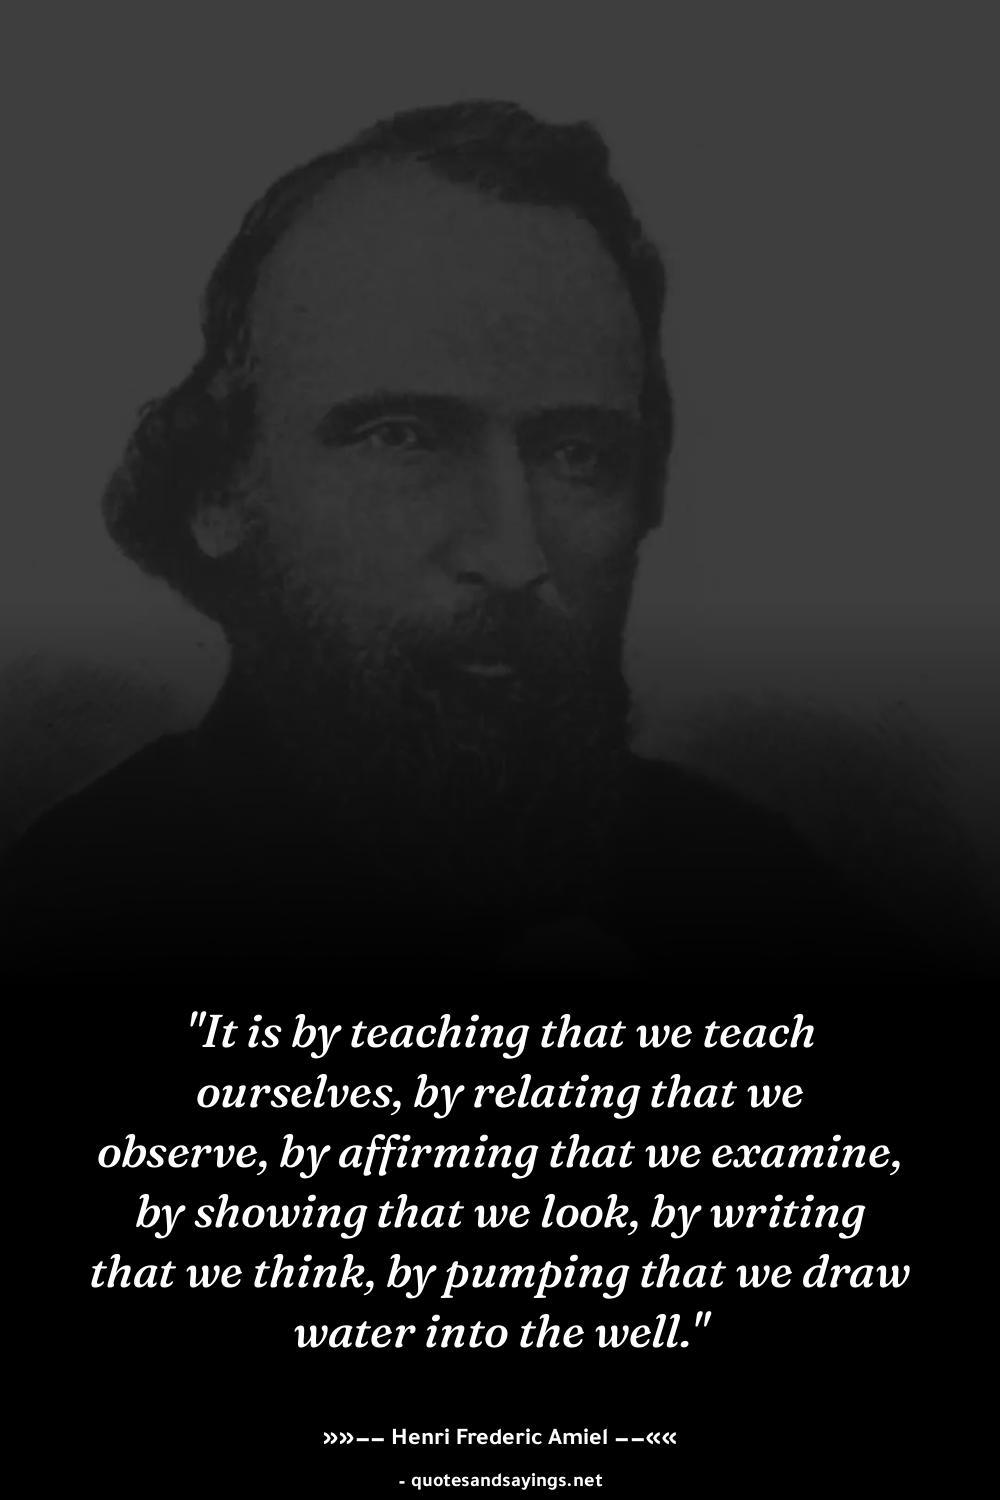 "It is by teaching that we teach
ourselves, by relating that we
observe, by affirming that we examine,
by showing that we look, by writing
that we think, by pumping that we draw
water into the well."
»»-- Henri Frederic Amiel --««
- quotesandsayings.net